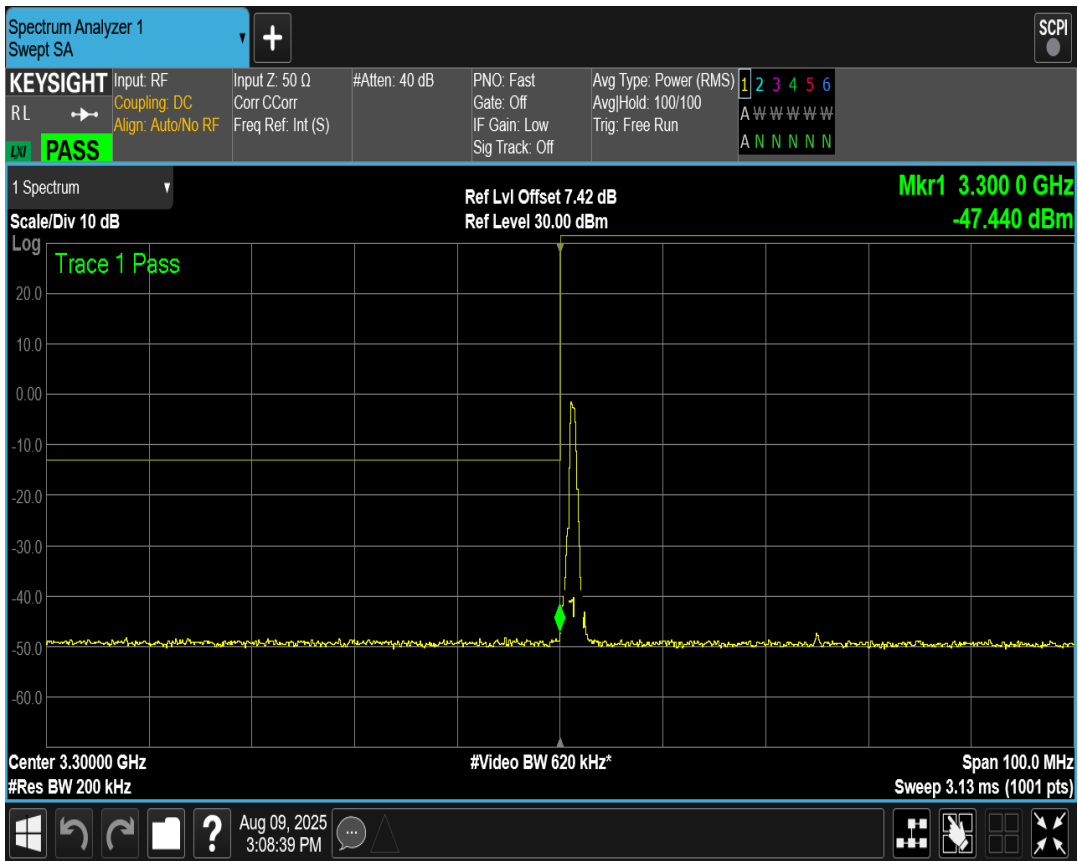 Spectrum Analyzer 1
Swept SA
+
SCPI
KEYSIGHT
RL
LXI PASS
Input: RF
Coupling: DC
Align: Auto/No RF
Input Z: 50 Ω
Corr CCorr
Freq Ref: Int (S)
#Atten: 40 dB
PNO: Fast
Gate: Off
IF Gain: Low
Sig Track: Off
Avg Type: Power (RMS)
Avg|Hold: 100/100
Trig: Free Run
1 2 3 4 5 6
A W W W W W
A N N N N N
1 Spectrum
Scale/Div 10 dB
Ref Lvl Offset 7.42 dB
Ref Level 30.00 dBm
Mkr1 3.300 0 GHz
-47.440 dBm
Log
Trace 1 Pass
20.0
10.0
0.00
-10.0
-20.0
-30.0
-40.0
-50.0
-60.0
1
Center 3.30000 GHz
#Res BW 200 kHz
#Video BW 620 kHz*
Span 100.0 MHz
Sweep 3.13 ms (1001 pts)
?
Aug 09, 2025
3:08:39 PM